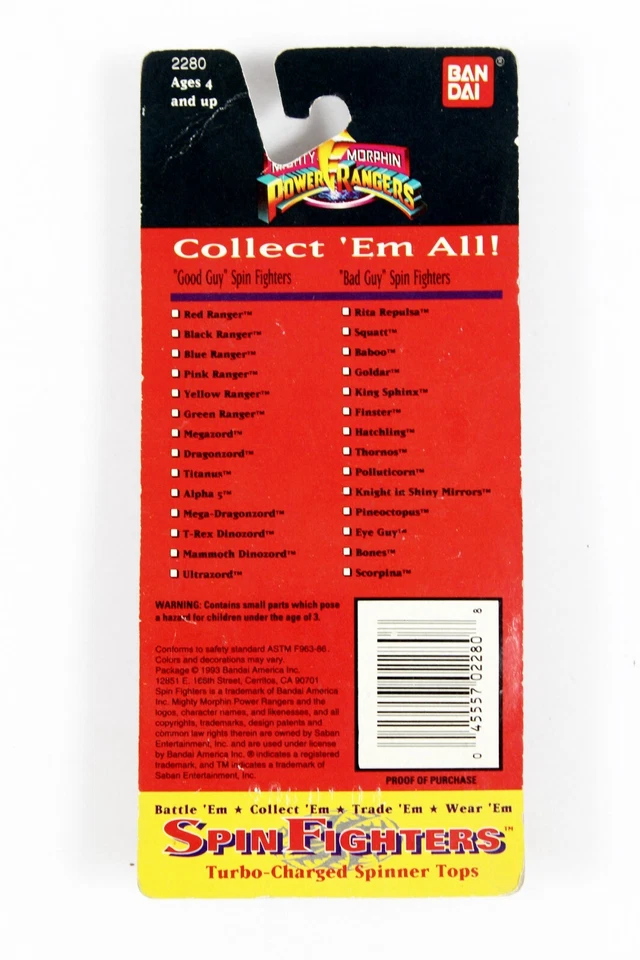 2280
Ages 4
and up
BAN
DAI
®
MIGHTY MORPHIN
POWER RANGERS
Collect 'Em All!
"Good Guy" Spin Fighters
Red Ranger™
Black Ranger™
Blue Ranger™
Pink Ranger™
Yellow Ranger™
Green Ranger™
Megazord™
Dragonzord™
Titanus™
Alpha 5™
Mega-Dragonzord™
T-Rex Dinozord™
Mammoth Dinozord™
Ultrazord™
"Bad Guy" Spin Fighters
Rita Repulsa™
Squatt™
Baboo™
Goldar™
King Sphinx™
Finster™
Hatchling™
Thornos™
Polluticorn™
Knight in Shiny Mirrors™
Pineoctopus™
Eye Guy™
Bones™
Scorpina™
WARNING: Contains small parts which pose
a hazard for children under the age of 3.
Conforms to safety standard ASTM F963-86.
Colors and decorations may vary.
Package © 1993 Bandai America Inc.
12851 E. 166th Street, Cerritos, CA 90701
Spin Fighters is a trademark of Bandai America
Inc. Mighty Morphin Power Rangers and the
logos, character names, and likenesses, and all
copyrights, trademarks, design patents and
common law rights therein are owned by Saban
Entertainment, Inc. and are used under license
by Bandai America Inc. ® indicates a registered
trademark, and TM indicates a trademark of
Saban Entertainment, Inc.
0 45557 02280 8
PROOF OF PURCHASE
Battle 'Em ★ Collect 'Em ★ Trade 'Em ★ Wear 'Em
SPIN FIGHTERS™
Turbo-Charged Spinner Tops